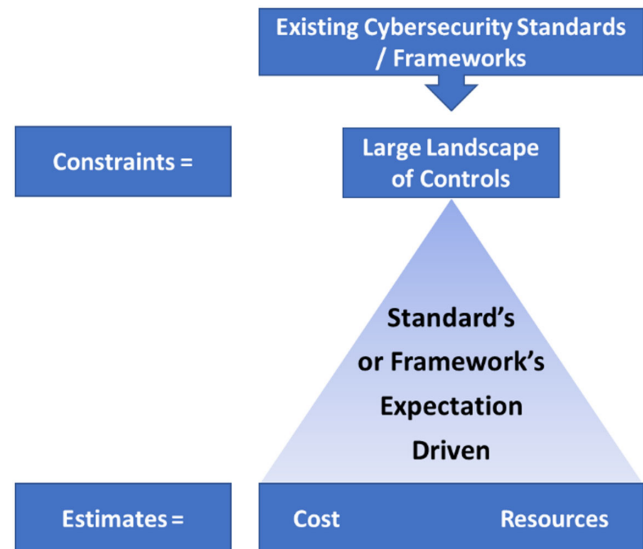 Existing Cybersecurity Standards
/ Frameworks
Constraints =
Large Landscape
of Controls
Standard's
or Framework's
Expectation
Driven
Estimates =
Cost
Resources